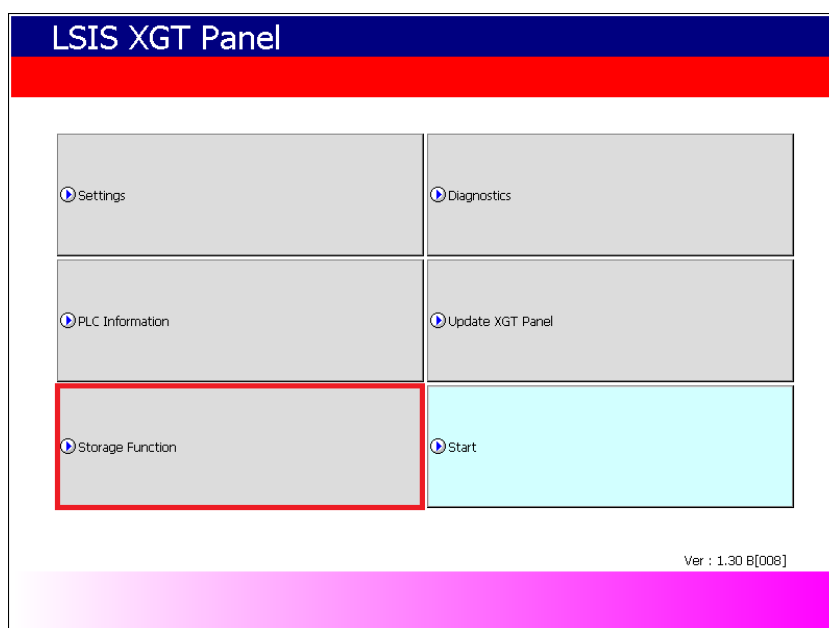 LSIS XGT Panel
Settings
Diagnostics
PLC Information
Update XGT Panel
Storage Function
Start
Ver : 1.30 B[008]